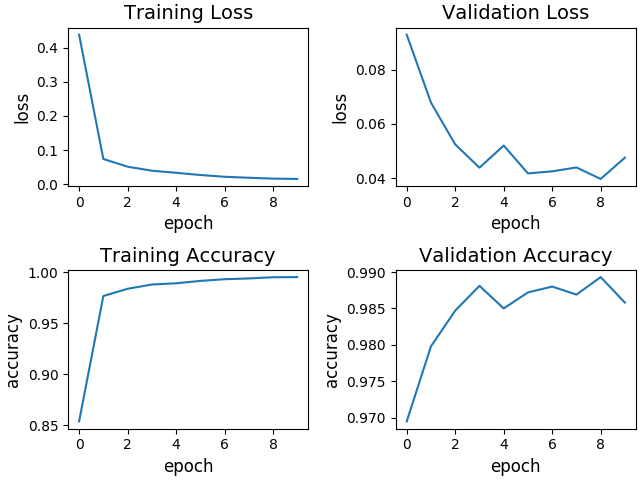 Training Loss
0.4
0.3
0.2
0.1
0.0
loss
0 2 4 6 8
epoch
Validation Loss
0.08
0.06
0.04
loss
0 2 4 6 8
epoch
Training Accuracy
1.00
0.95
0.90
0.85
accuracy
0 2 4 6 8
epoch
Validation Accuracy
0.990
0.985
0.980
0.975
0.970
accuracy
0 2 4 6 8
epoch